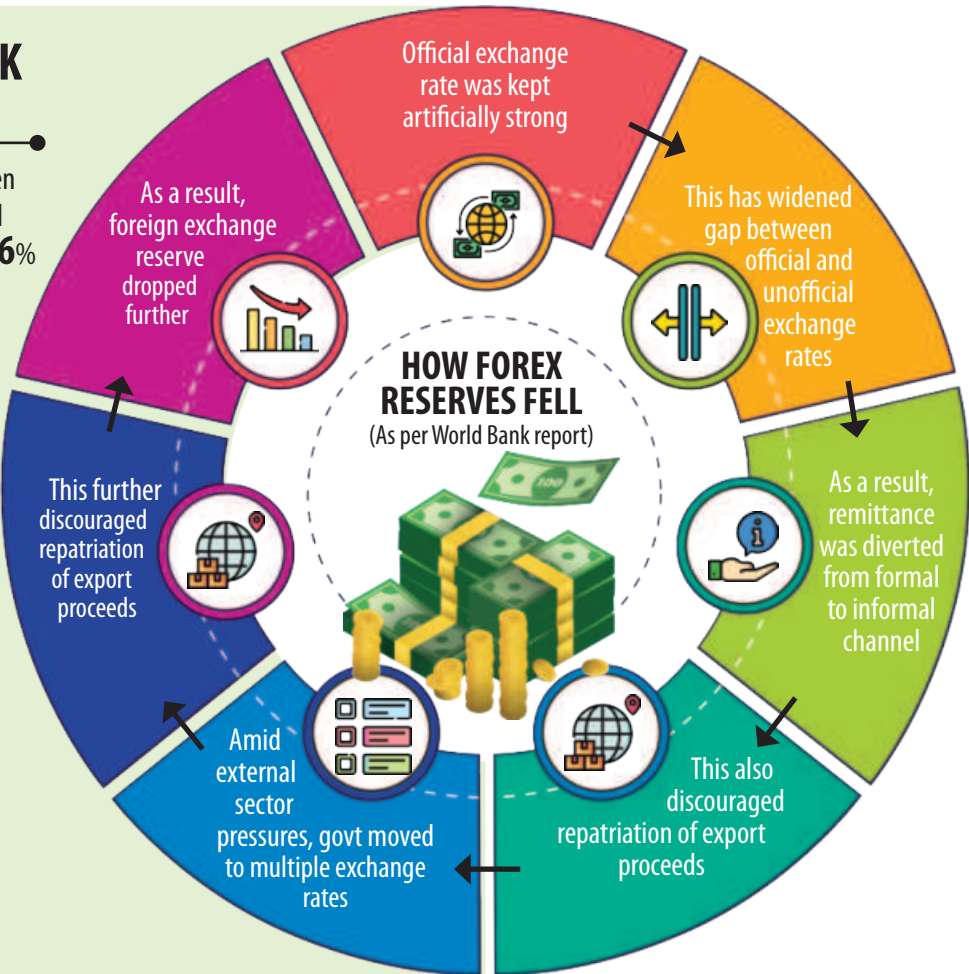 K
en
6%
Official exchange
rate was kept
artificially strong
This has widened
gap between
official and
unofficial
exchange
rates
As a result,
remittance
was diverted
from formal
to informal
channel
This also
discouraged
repatriation of export
proceeds
Amid
external
sector
pressures, govt moved
to multiple exchange
rates
This further
discouraged
repatriation
of export
proceeds
As a result,
foreign exchange
reserve
dropped
further
HOW FOREX
RESERVES FELL
(As per World Bank report)
100